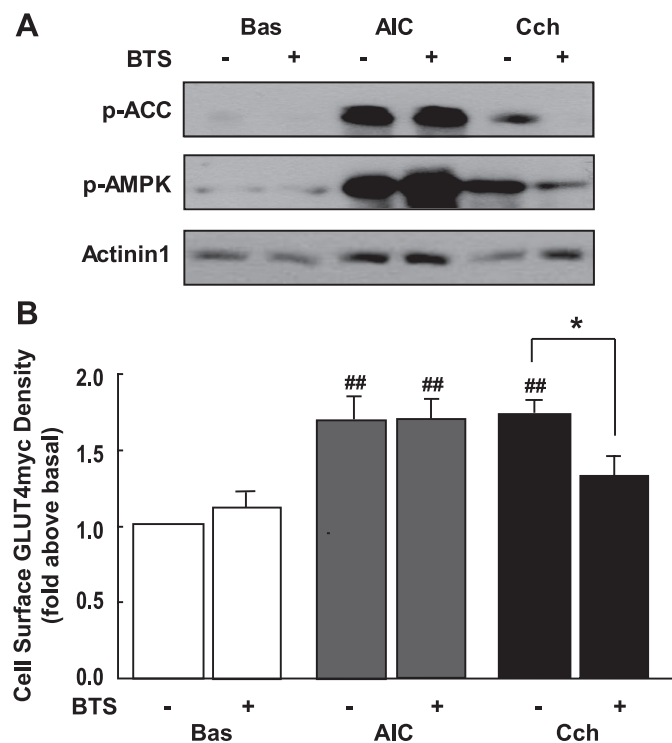 A
Bas AIC Cch
BTS - + - + - +
p-ACC
p-AMPK
Actinin1
B
Cell Surface GLUT4myc Density
(fold above basal)
*
## ## ##
2.0
1.5
1.0
0.5
0.0
BTS - + - + - +
Bas AIC Cch